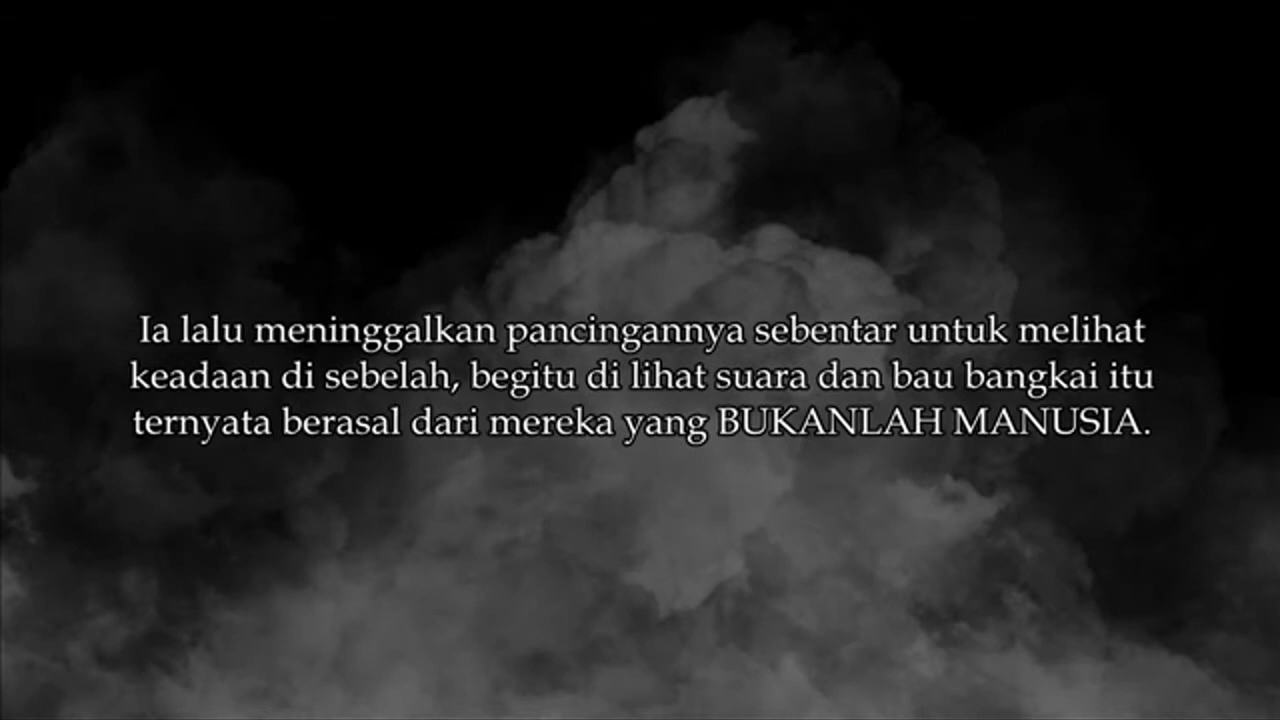 Ia lalu meninggalkan pancingannya sebentar untuk melihat
keadaan di sebelah, begitu di lihat suara dan bau bangkai itu
ternyata berasal dari mereka yang BUKANLAH MANUSIA.